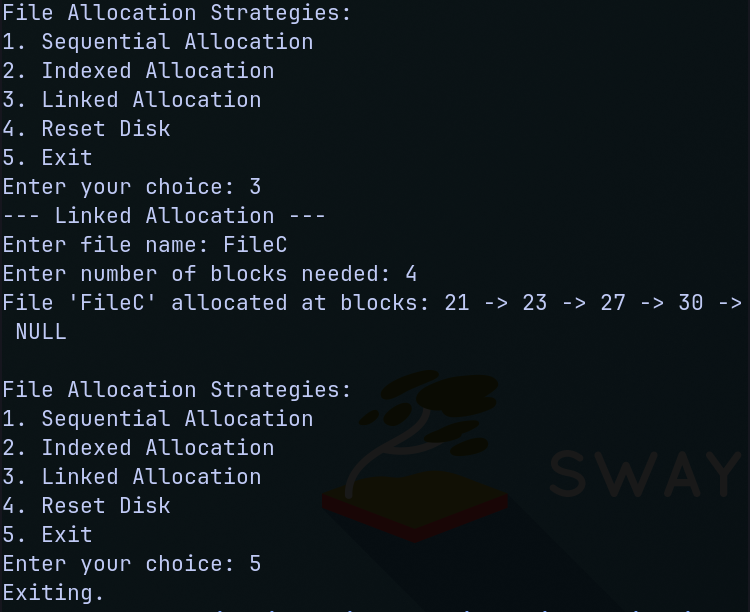 File Allocation Strategies:
1. Sequential Allocation
2. Indexed Allocation
3. Linked Allocation
4. Reset Disk
5. Exit
Enter your choice: 3
--- Linked Allocation ---
Enter file name: FileC
Enter number of blocks needed: 4
File 'FileC' allocated at blocks: 21 -> 23 -> 27 -> 30 ->
 NULL

File Allocation Strategies:
1. Sequential Allocation
2. Indexed Allocation
3. Linked Allocation
4. Reset Disk
5. Exit
SWAY
Enter your choice: 5
Exiting.